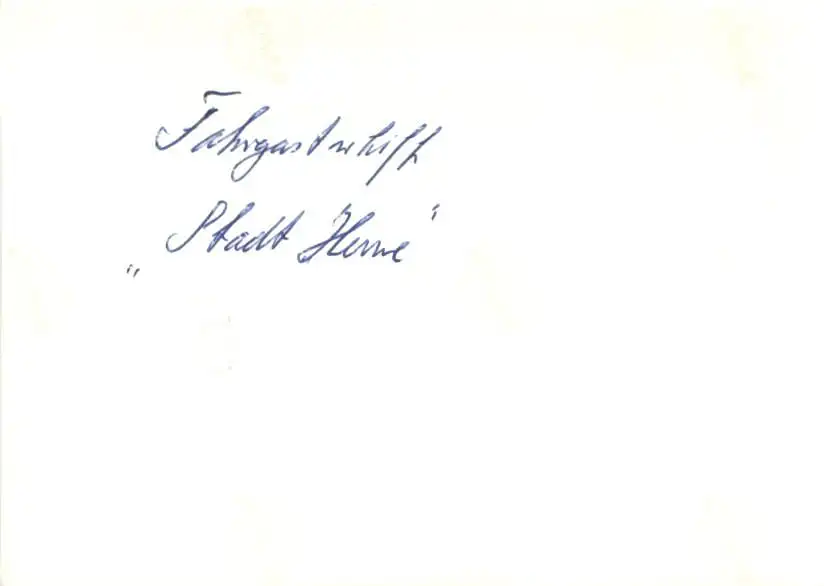 Fahrgastschiff
„Stadt Herne"